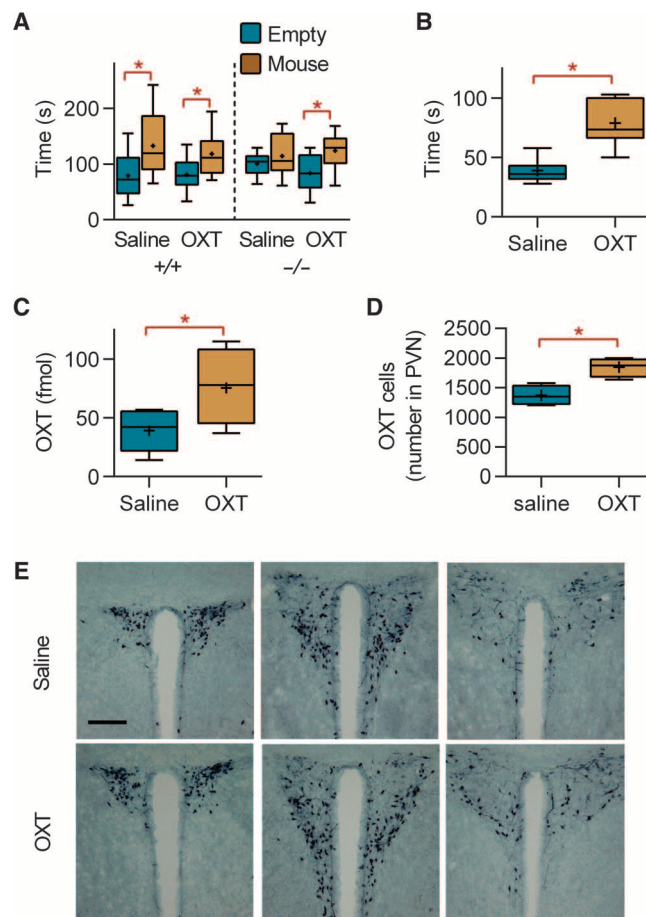 A
Empty
Mouse
*
*
*
Time (s)
200
100
0
Saline OXT Saline OXT
+/+ −/−
B
*
Time (s)
100
50
0
Saline OXT
C
*
OXT (fmol)
100
50
0
Saline OXT
D
*
OXT cells
(number in PVN)
2500
2000
1500
1000
500
0
saline OXT
E
Saline
OXT